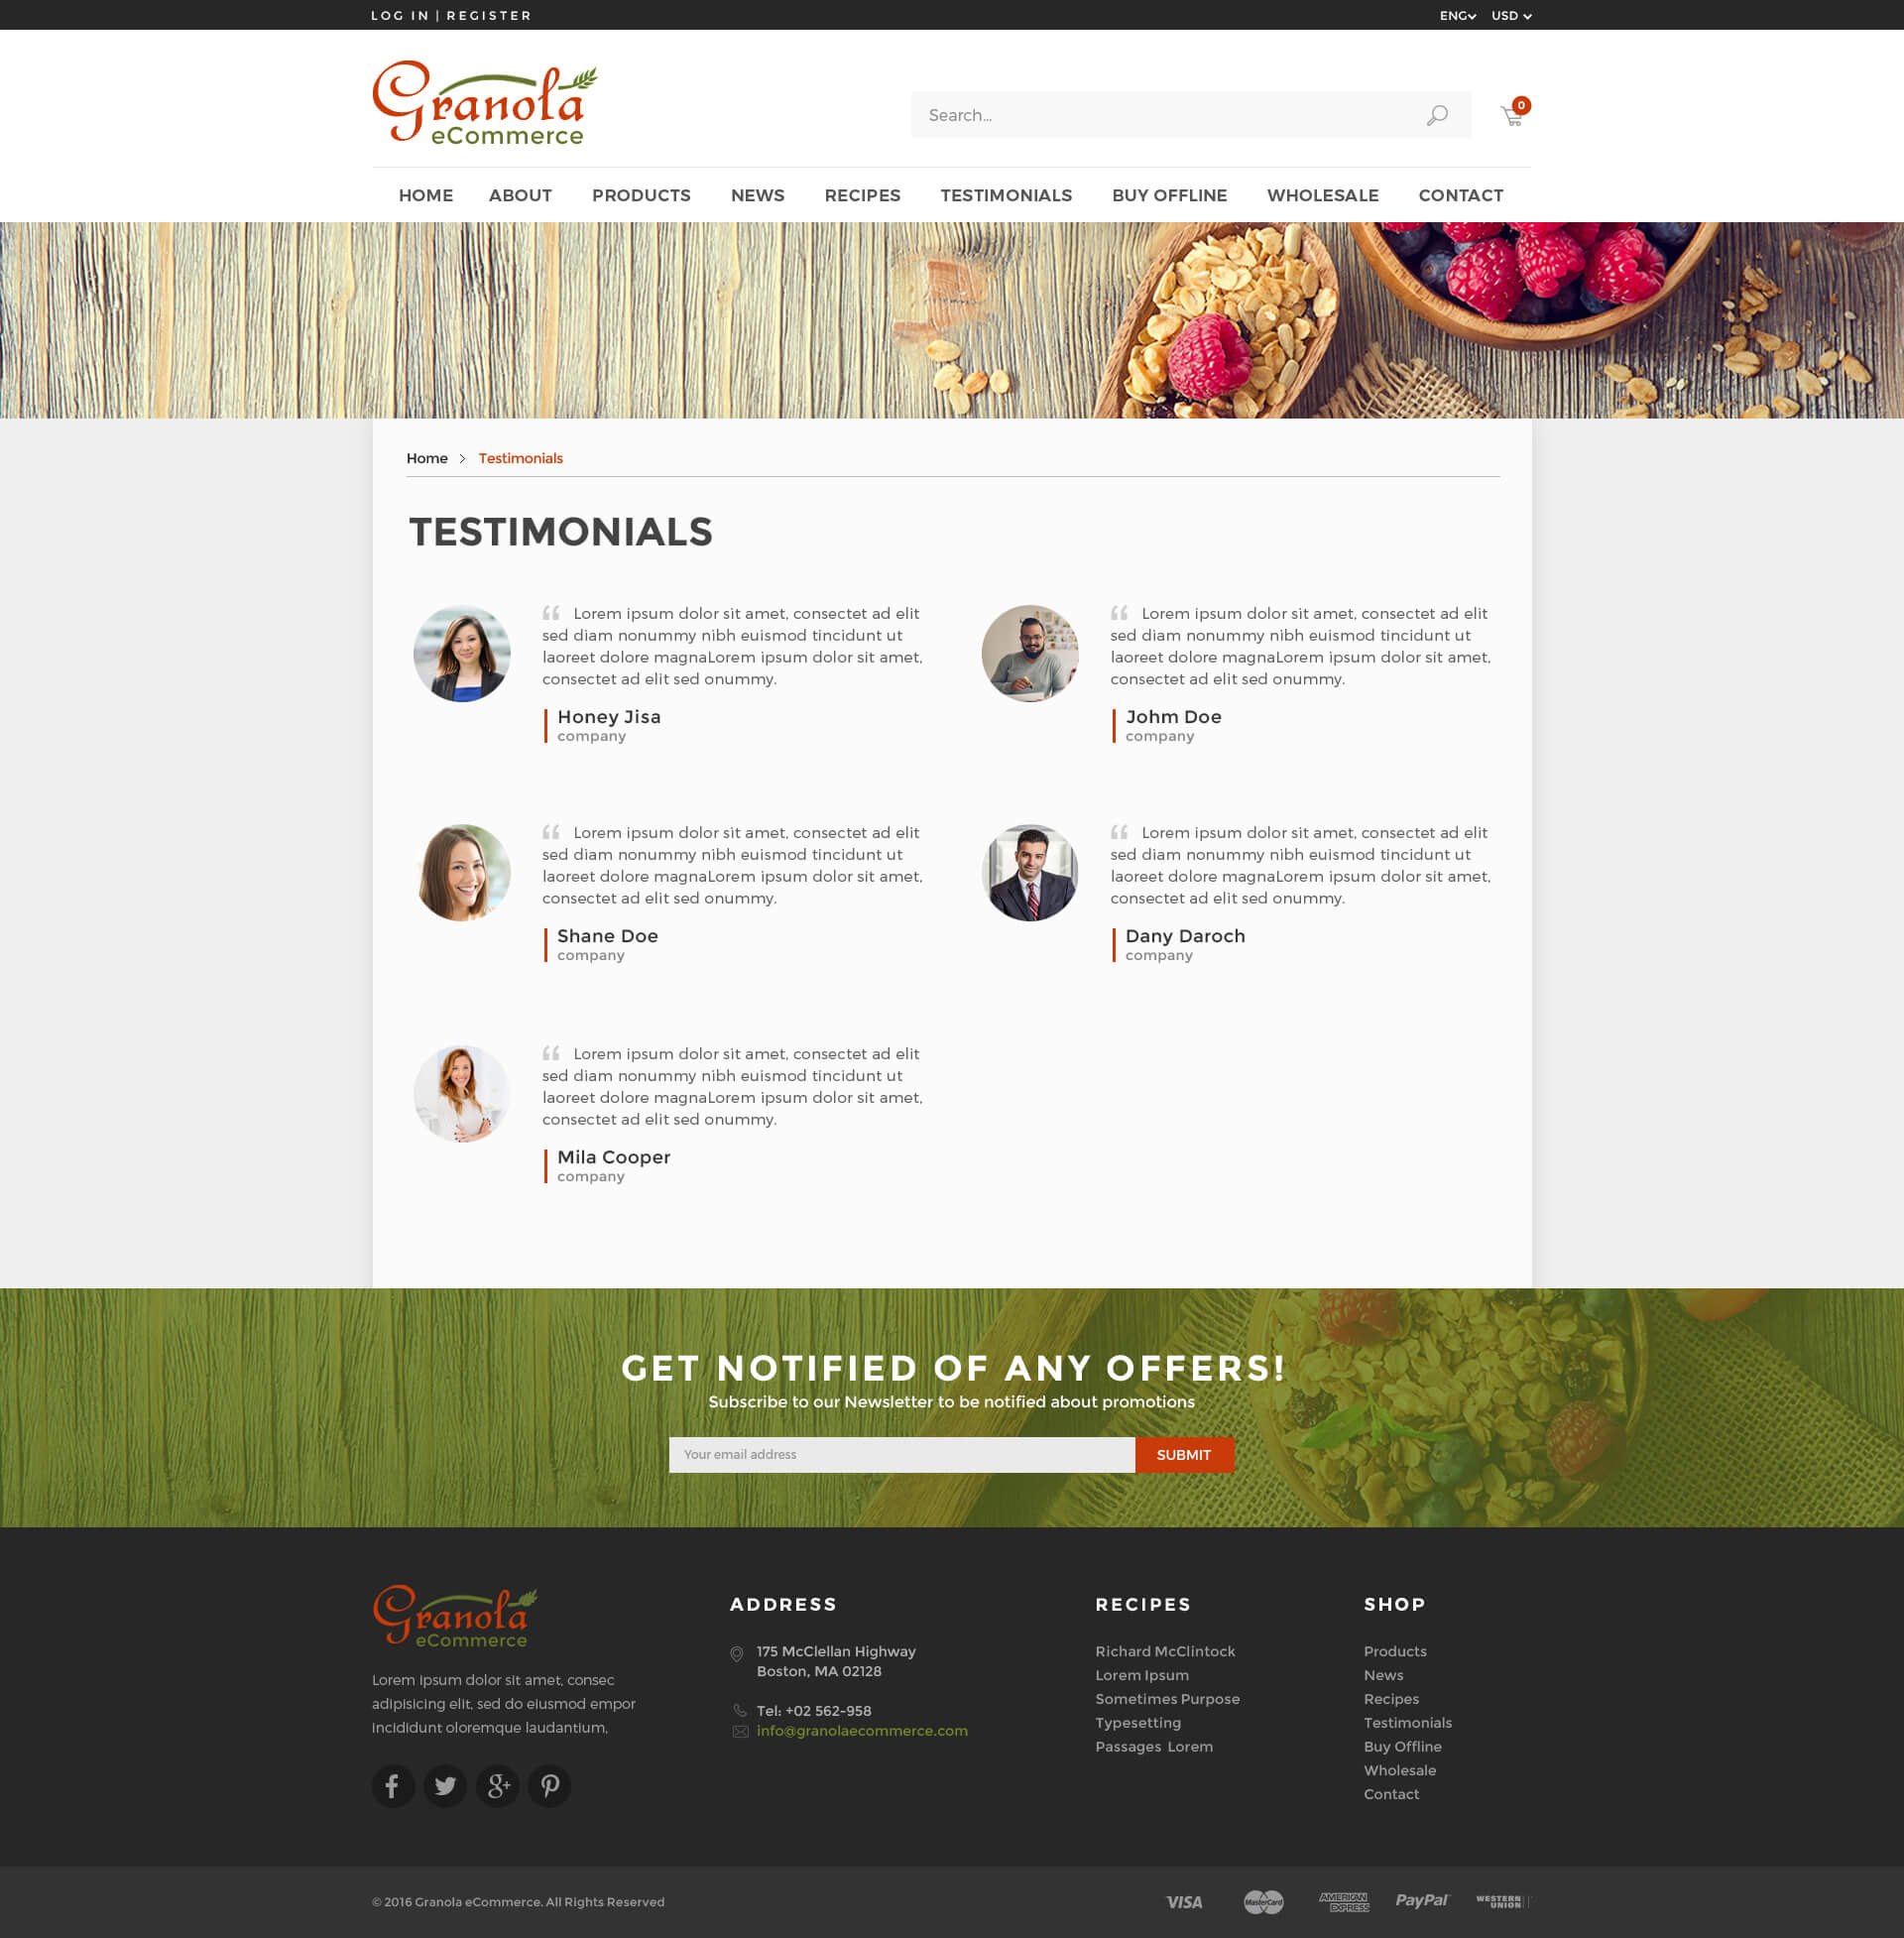 LOG IN | REGISTER
ENG USD
Granola
eCommerce
Search...
0
HOME ABOUT PRODUCTS NEWS RECIPES TESTIMONIALS BUY OFFLINE WHOLESALE CONTACT
Home > Testimonials
TESTIMONIALS
“ Lorem ipsum dolor sit amet, consectet ad elit
sed diam nonummy nibh euismod tincidunt ut
laoreet dolore magnaLorem ipsum dolor sit amet,
consectet ad elit sed onummy.
Honey Jisa
company
“ Lorem ipsum dolor sit amet, consectet ad elit
sed diam nonummy nibh euismod tincidunt ut
laoreet dolore magnaLorem ipsum dolor sit amet,
consectet ad elit sed onummy.
Johm Doe
company
“ Lorem ipsum dolor sit amet, consectet ad elit
sed diam nonummy nibh euismod tincidunt ut
laoreet dolore magnaLorem ipsum dolor sit amet,
consectet ad elit sed onummy.
Shane Doe
company
“ Lorem ipsum dolor sit amet, consectet ad elit
sed diam nonummy nibh euismod tincidunt ut
laoreet dolore magnaLorem ipsum dolor sit amet,
consectet ad elit sed onummy.
Dany Daroch
company
“ Lorem ipsum dolor sit amet, consectet ad elit
sed diam nonummy nibh euismod tincidunt ut
laoreet dolore magnaLorem ipsum dolor sit amet,
consectet ad elit sed onummy.
Mila Cooper
company
GET NOTIFIED OF ANY OFFERS!
Subscribe to our Newsletter to be notified about promotions
Your email address
SUBMIT
Granola
eCommerce
Lorem ipsum dolor sit amet, consec
adipisicing elit, sed do eiusmod empor
incididunt oloremque laudantium,
ADDRESS
175 McClellan Highway
Boston, MA 02128
Tel: +02 562-958
info@granolaecommerce.com
RECIPES
Richard McClintock
Lorem Ipsum
Sometimes Purpose
Typesetting
Passages Lorem
SHOP
Products
News
Recipes
Testimonials
Buy Offline
Wholesale
Contact
© 2016 Granola eCommerce. All Rights Reserved
VISA
MasterCard
AMERICAN
EXPRESS
PayPal
WESTERN
UNION